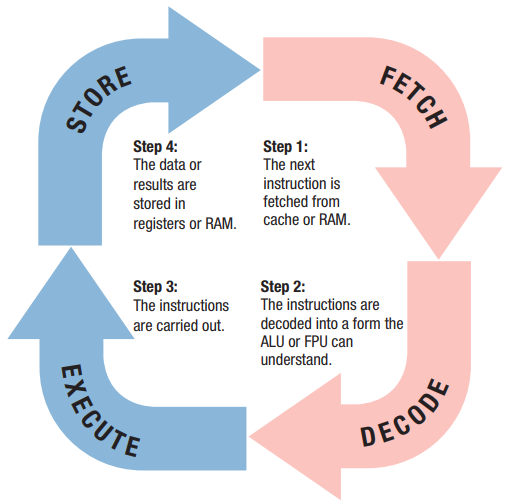 STORE
FETCH
Step 4:
The data or
results are
stored in
registers or RAM.
Step 1:
The next
instruction is
fetched from
cache or RAM.
Step 3:
The instructions
are carried out.
Step 2:
The instructions are
decoded into a form the
ALU or FPU can
understand.
EXECUTE
DECODE